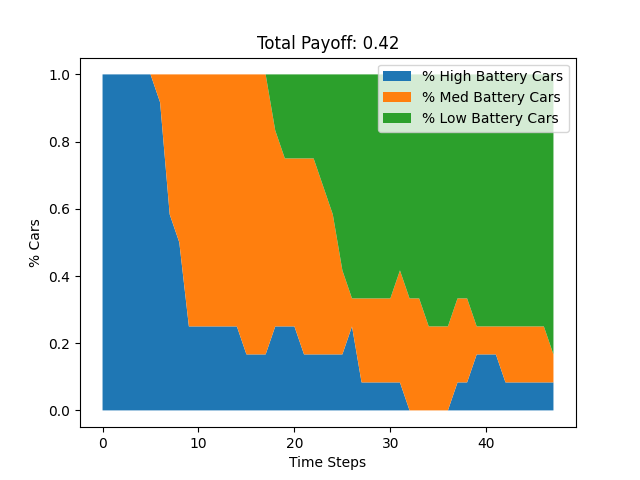 Total Payoff: 0.42
% High Battery Cars
% Med Battery Cars
% Low Battery Cars
1.0
0.8
0.6
0.4
0.2
0.0
% Cars
0 10 20 30 40
Time Steps